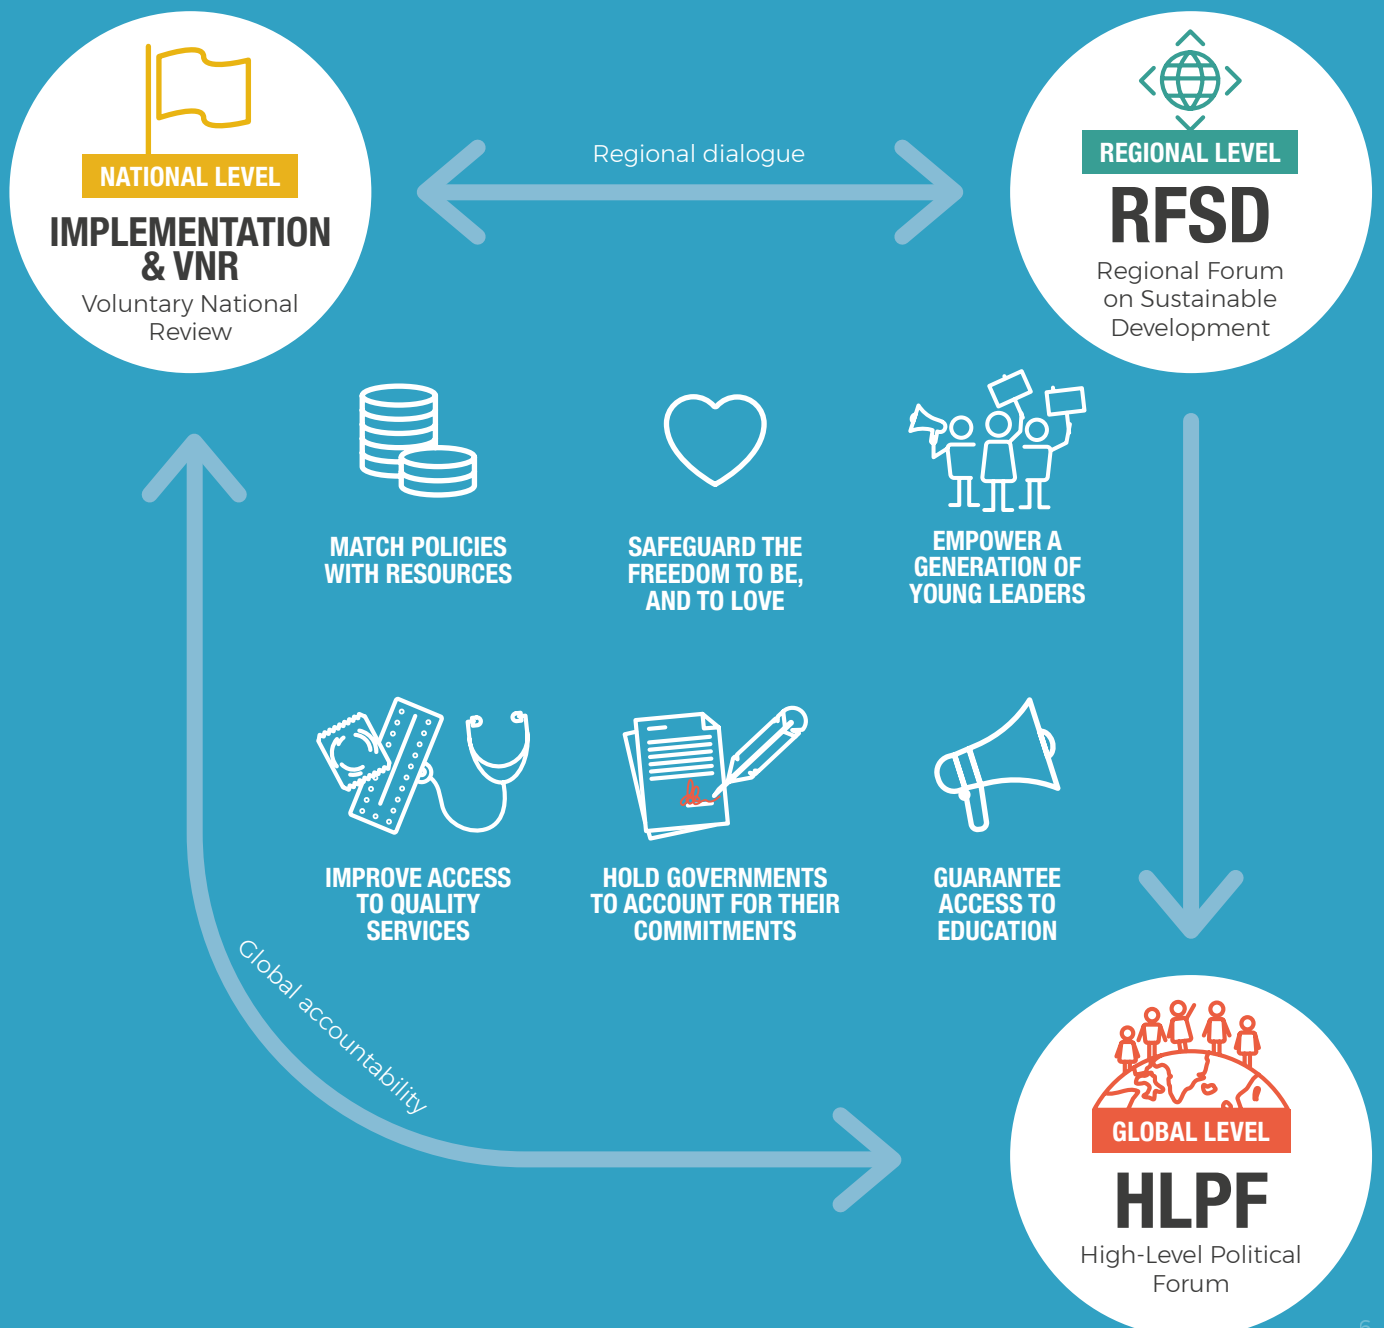 NATIONAL LEVEL
IMPLEMENTATION
& VNR
Voluntary National
Review
Regional dialogue
REGIONAL LEVEL
RFSD
Regional Forum
on Sustainable
Development
MATCH POLICIES
WITH RESOURCES
SAFEGUARD THE
FREEDOM TO BE,
AND TO LOVE
EMPOWER A
GENERATION OF
YOUNG LEADERS
IMPROVE ACCESS
TO QUALITY
SERVICES
HOLD GOVERNMENTS
TO ACCOUNT FOR THEIR
COMMITMENTS
GUARANTEE
ACCESS TO
EDUCATION
Global accountability
GLOBAL LEVEL
HLPF
High-Level Political
Forum
6